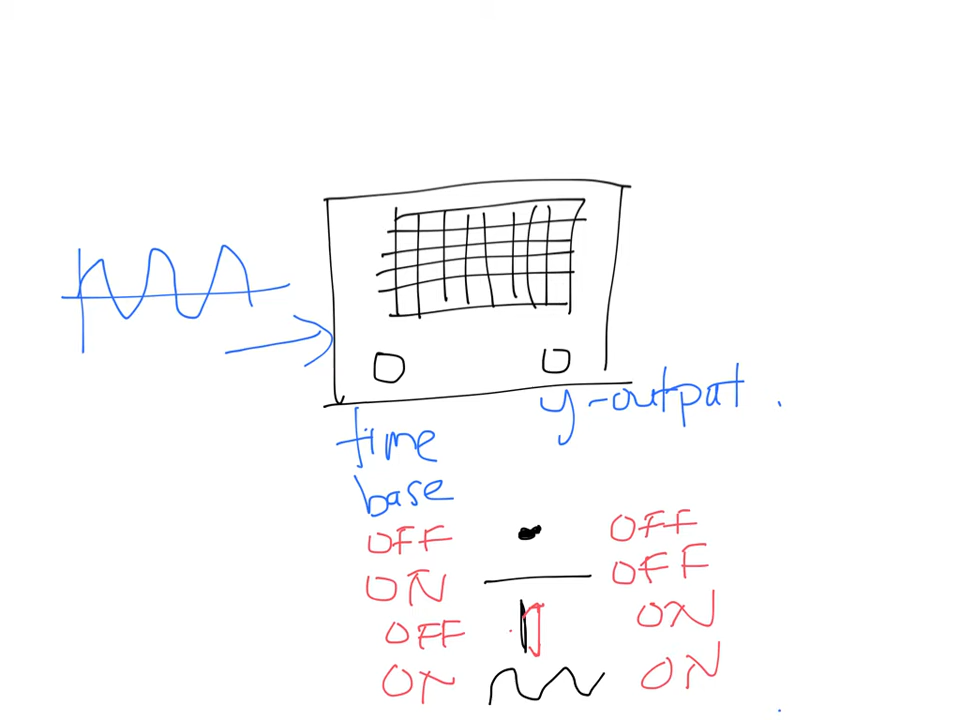 y-output.
time
base
OFF OFF
ON OFF
OFF ON
ON ON